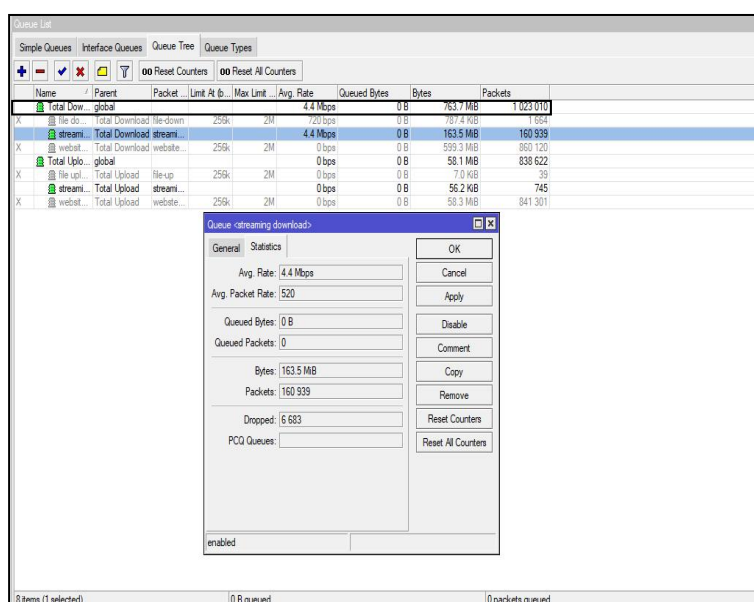 Queue List
Simple Queues Interface Queues Queue Tree Queue Types
00 Reset Counters 00 Reset All Counters
Name / Parent Packet ... Limit At (b... Max Limit ... Avg. Rate Queued Bytes Bytes Packets
Total Dow... global 4.4 Mbps 0 B 763.7 MiB 1 023 010
X file do... Total Download file-down 256k 2M 720 bps 0 B 787.4 KiB 1 664
streami... Total Download streami... 4.4 Mbps 0 B 163.5 MiB 160 939
X websit... Total Download website... 256k 2M 0 bps 0 B 599.3 MiB 860 120
Total Uplo... global 0 bps 0 B 58.1 MiB 838 622
X file upl... Total Upload file-up 256k 2M 0 bps 0 B 7.0 KiB 39
streami... Total Upload streami... 0 bps 0 B 56.2 KiB 745
X websit... Total Upload webste... 256k 2M 0 bps 0 B 58.3 MiB 841 301
Queue <streaming download>
General Statistics
Avg. Rate: 4.4 Mbps
Avg. Packet Rate: 520
Queued Bytes: 0 B
Queued Packets: 0
Bytes: 163.5 MiB
Packets: 160 939
Dropped: 6 683
PCQ Queues:
OK
Cancel
Apply
Disable
Comment
Copy
Remove
Reset Counters
Reset All Counters
enabled
8 items (1 selected) 0 B queued 0 packets queued